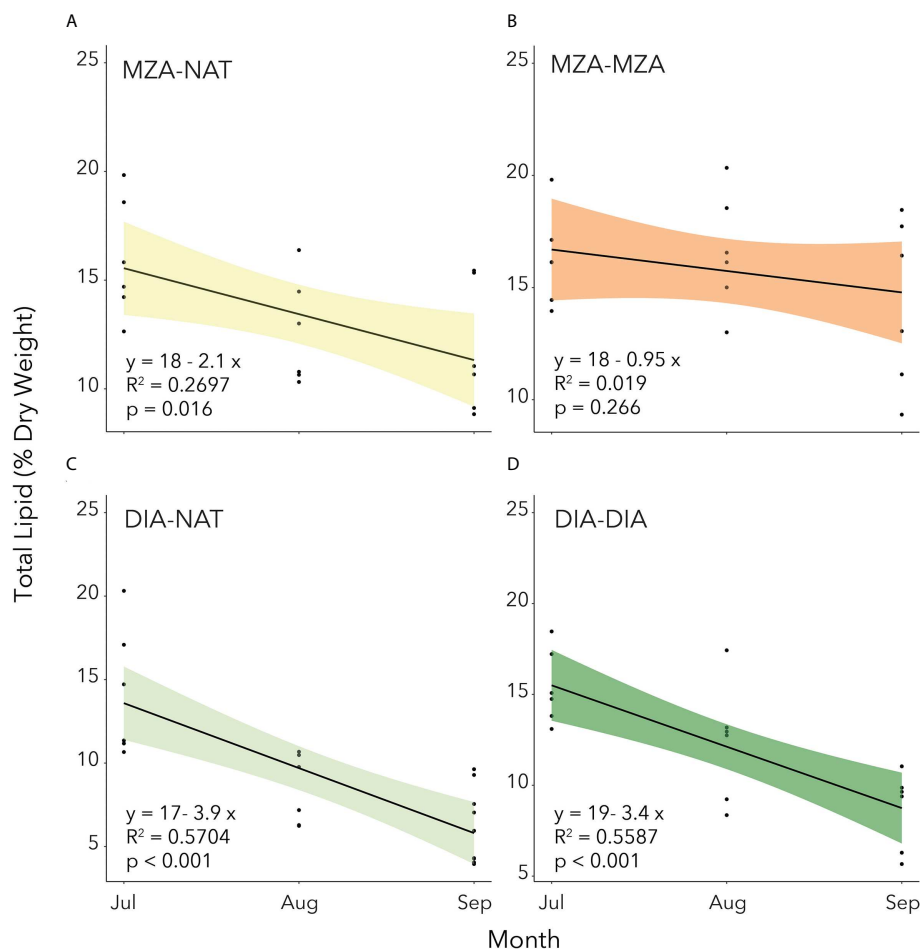 A
25
20
15
10
MZA-NAT
y = 18 - 2.1 x
R² = 0.2697
p = 0.016
B
25
20
15
10
MZA-MZA
y = 18 - 0.95 x
R² = 0.019
p = 0.266
C
25
20
15
10
5
DIA-NAT
y = 17- 3.9 x
R² = 0.5704
p < 0.001
Jul Aug Sep
D
25
20
15
10
5
DIA-DIA
y = 19- 3.4 x
R² = 0.5587
p < 0.001
Jul Aug Sep
Total Lipid (% Dry Weight)
Month